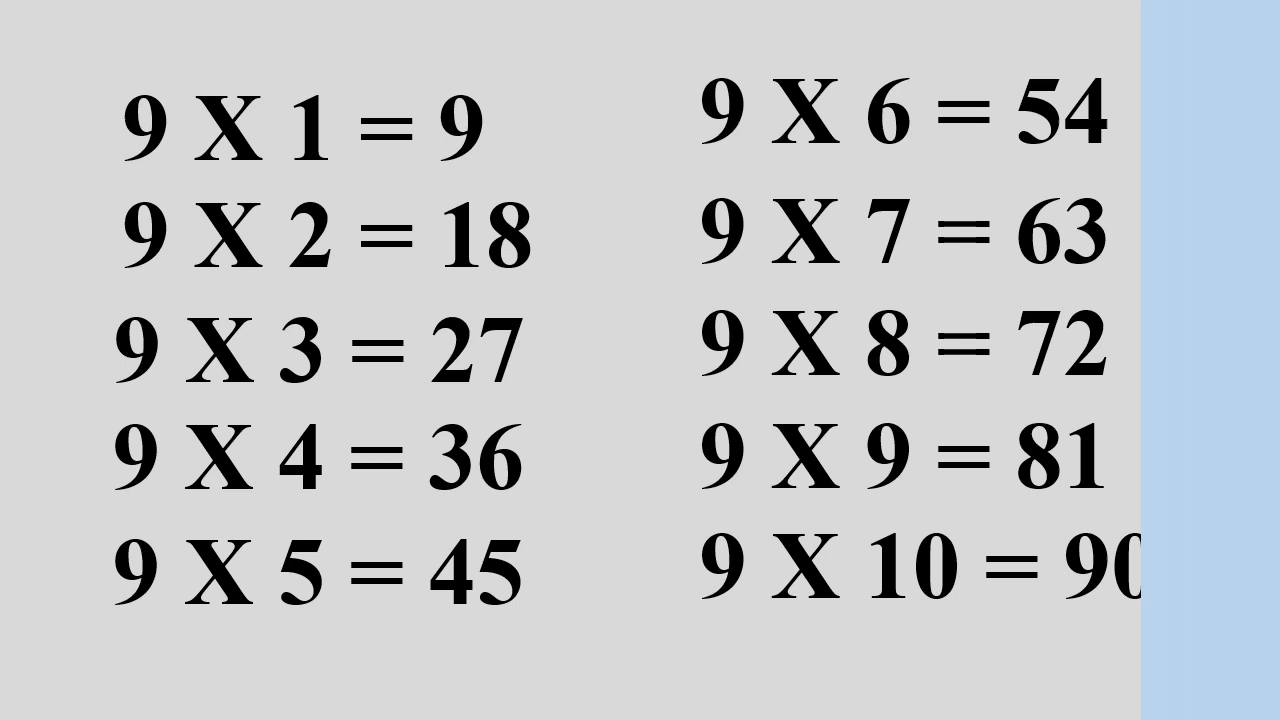 9 X 1 = 9
9 X 2 = 18
9 X 3 = 27
9 X 4 = 36
9 X 5 = 45
9 X 6 = 54
9 X 7 = 63
9 X 8 = 72
9 X 9 = 81
9 X 10 = 90